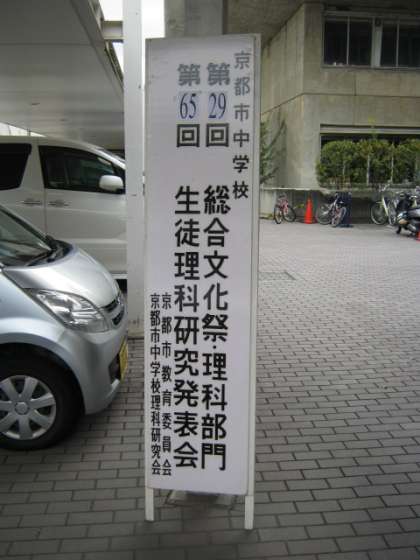 京都市中学校
第29回 総合文化祭・理科部門
第65回 生徒理科研究発表会
京都市教育委員会
京都市中学校理科研究会